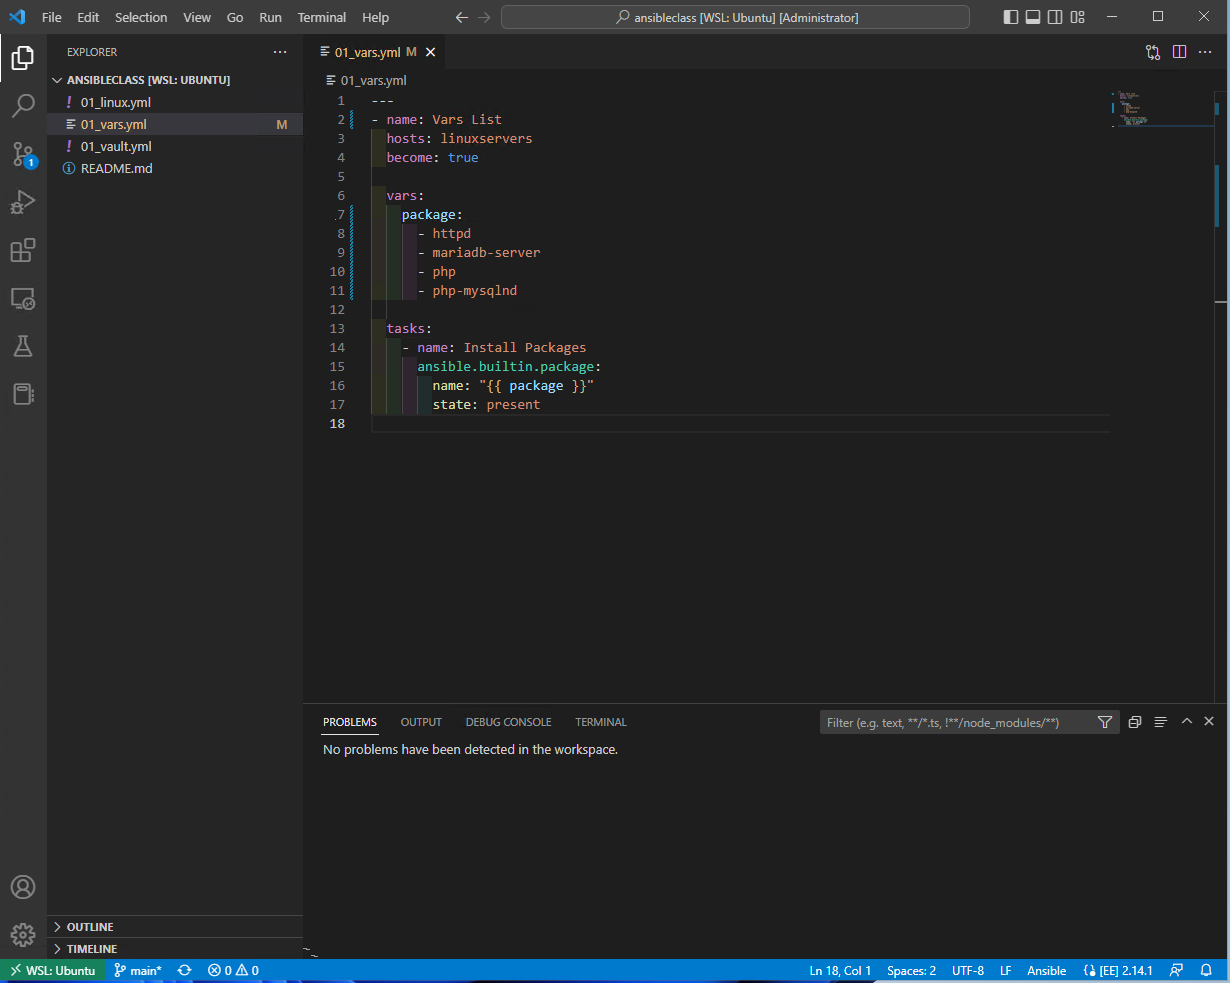 File Edit Selection View Go Run Terminal Help
ansibleclass [WSL: Ubuntu] [Administrator]
EXPLORER
ANSIBLECLASS [WSL: UBUNTU]
! 01_linux.yml
01_vars.yml M
! 01_vault.yml
README.md
OUTLINE
TIMELINE
01_vars.yml M
01_vars.yml
1 ---
2 - name: Vars List
3 hosts: linuxservers
4 become: true
5
6 vars:
7 package:
8 - httpd
9 - mariadb-server
10 - php
11 - php-mysqlnd
12
13 tasks:
14 - name: Install Packages
15 ansible.builtin.package:
16 name: "{{ package }}"
17 state: present
18
PROBLEMS OUTPUT DEBUG CONSOLE TERMINAL
Filter (e.g. text, **/*.ts, !**/node_modules/**)
No problems have been detected in the workspace.
1
WSL: Ubuntu main* 0 0 Ln 18, Col 1 Spaces: 2 UTF-8 LF Ansible [EE] 2.14.1